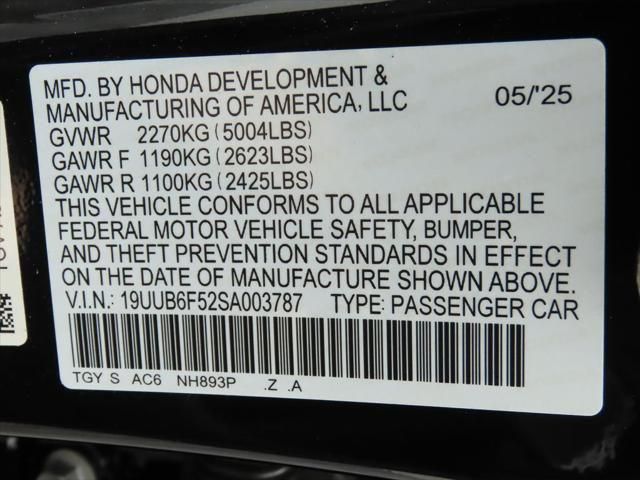 MFD. BY HONDA DEVELOPMENT &
MANUFACTURING OF AMERICA, LLC 05/'25
GVWR 2270KG (5004LBS)
GAWR F 1190KG (2623LBS)
GAWR R 1100KG (2425LBS)
THIS VEHICLE CONFORMS TO ALL APPLICABLE
FEDERAL MOTOR VEHICLE SAFETY, BUMPER,
AND THEFT PREVENTION STANDARDS IN EFFECT
ON THE DATE OF MANUFACTURE SHOWN ABOVE.
V.I.N.: 19UUB6F52SA003787 TYPE: PASSENGER CAR
TGY S AC6 NH893P .Z .A